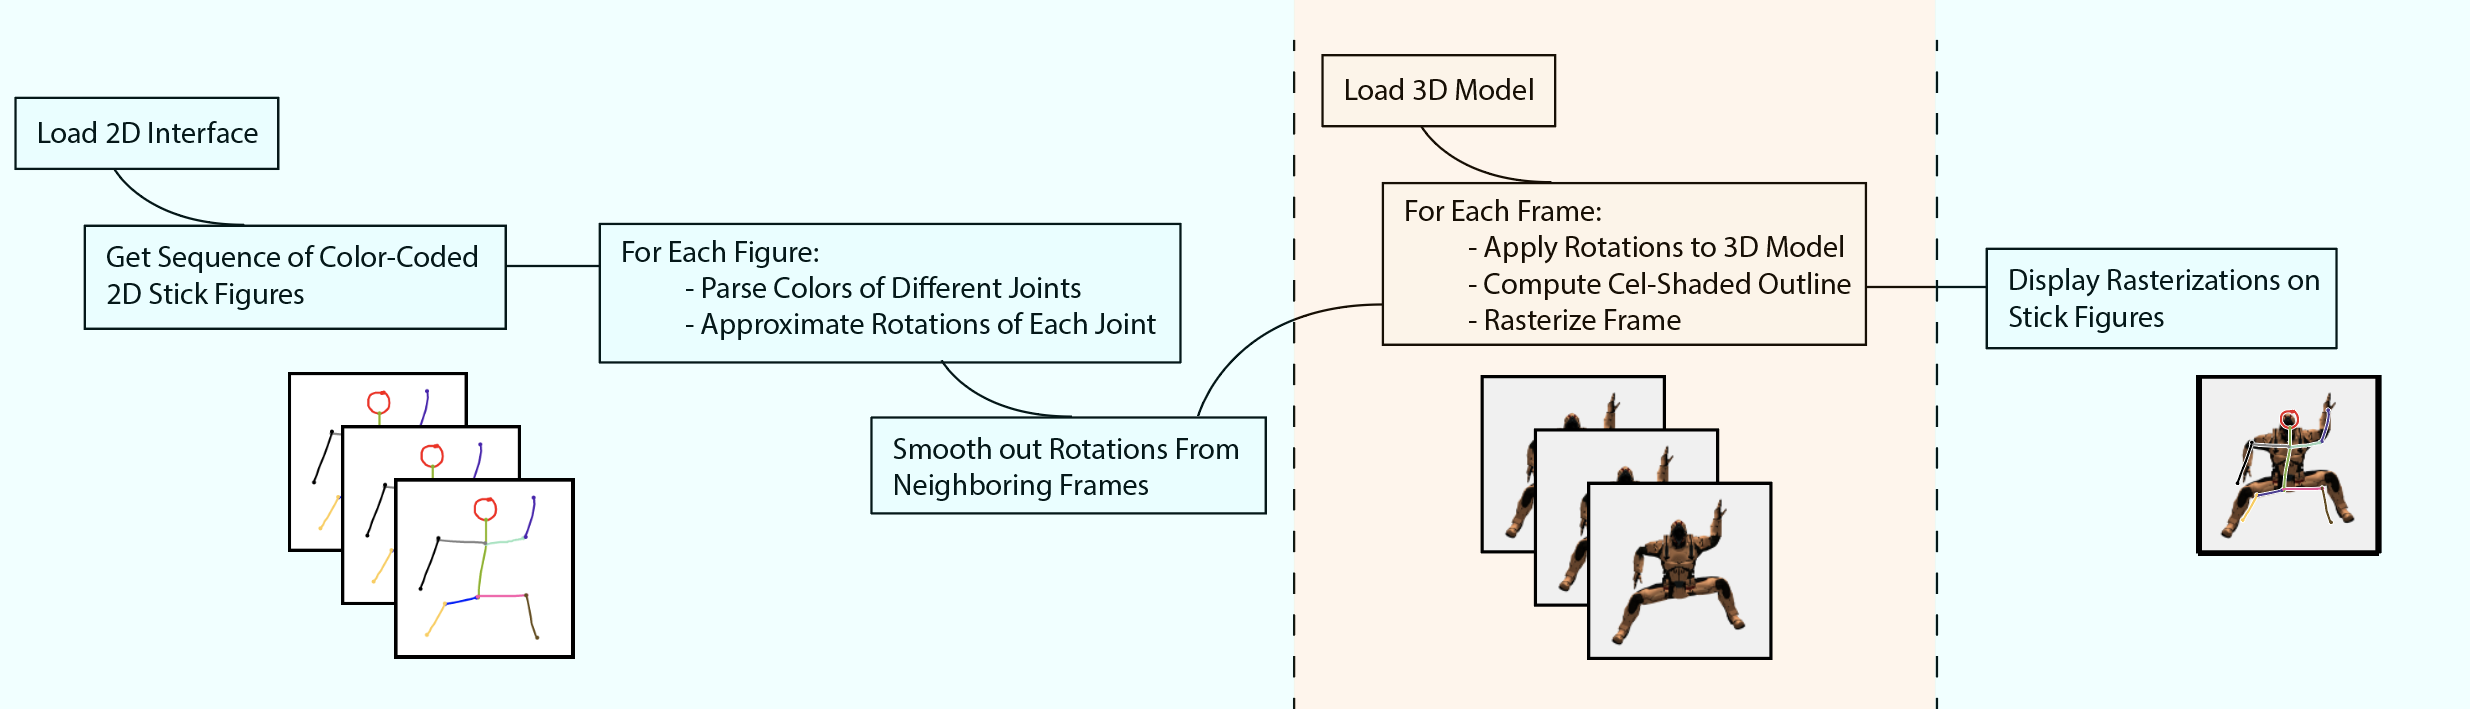 Load 2D Interface
Get Sequence of Color-Coded
2D Stick Figures
For Each Figure:
- Parse Colors of Different Joints
- Approximate Rotations of Each Joint
Smooth out Rotations From
Neighboring Frames
Load 3D Model
For Each Frame:
- Apply Rotations to 3D Model
- Compute Cel-Shaded Outline
- Rasterize Frame
Display Rasterizations on
Stick Figures